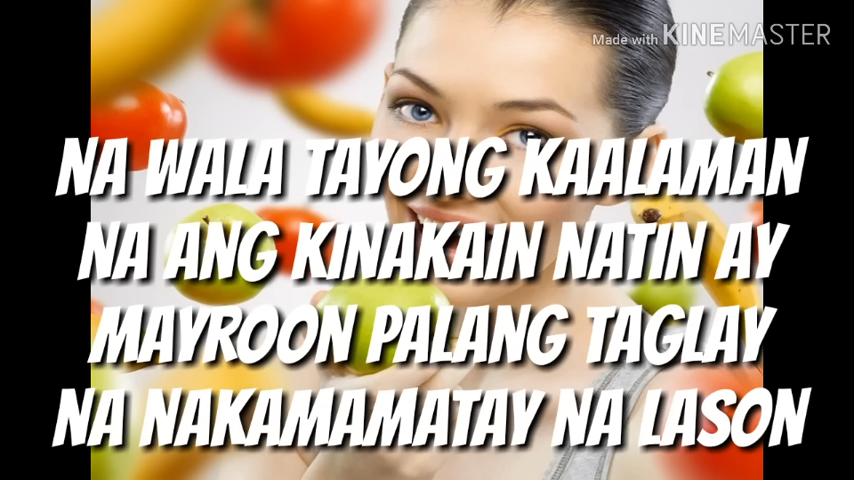 Made with KINEMASTER
NA WALA TAYONG KAALAMAN
NA ANG KINAKAIN NATIN AY
MAYROON PALANG TAGLAY
NA NAKAMAMATAY NA LASON